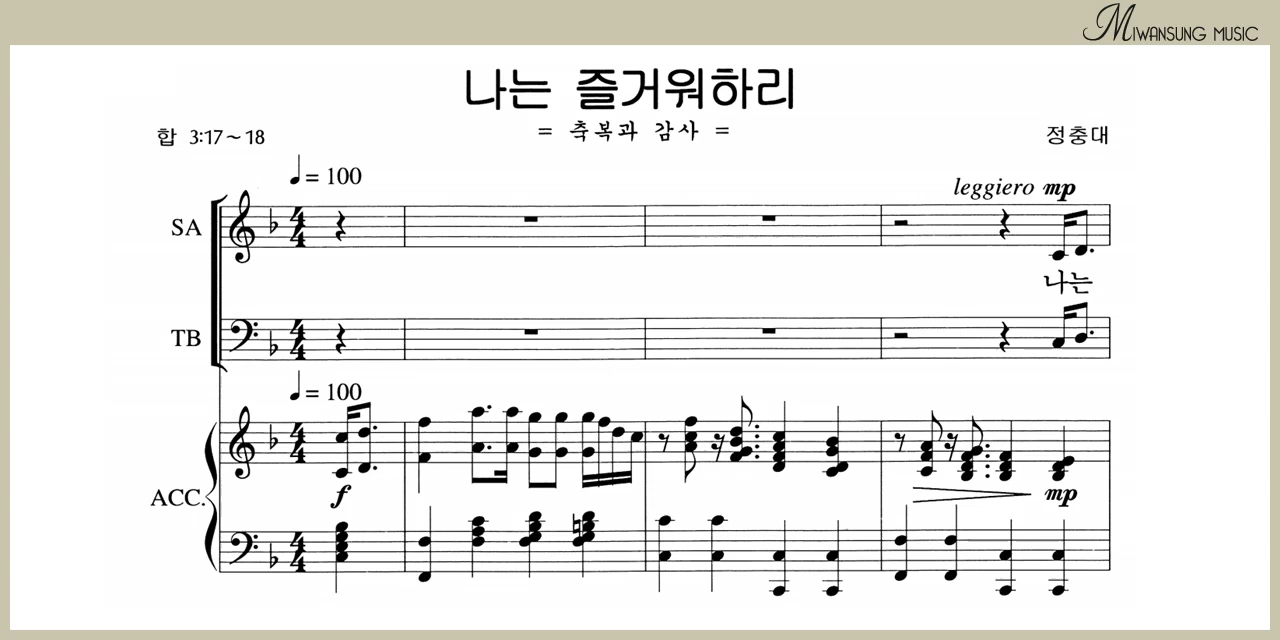 MIWANSUNG MUSIC
나는 즐거워하리
= 축복과 감사 =
합 3:17~18
정충대
♩= 100
leggiero mp
SA
나는
TB
♩= 100
ACC.
f
mp